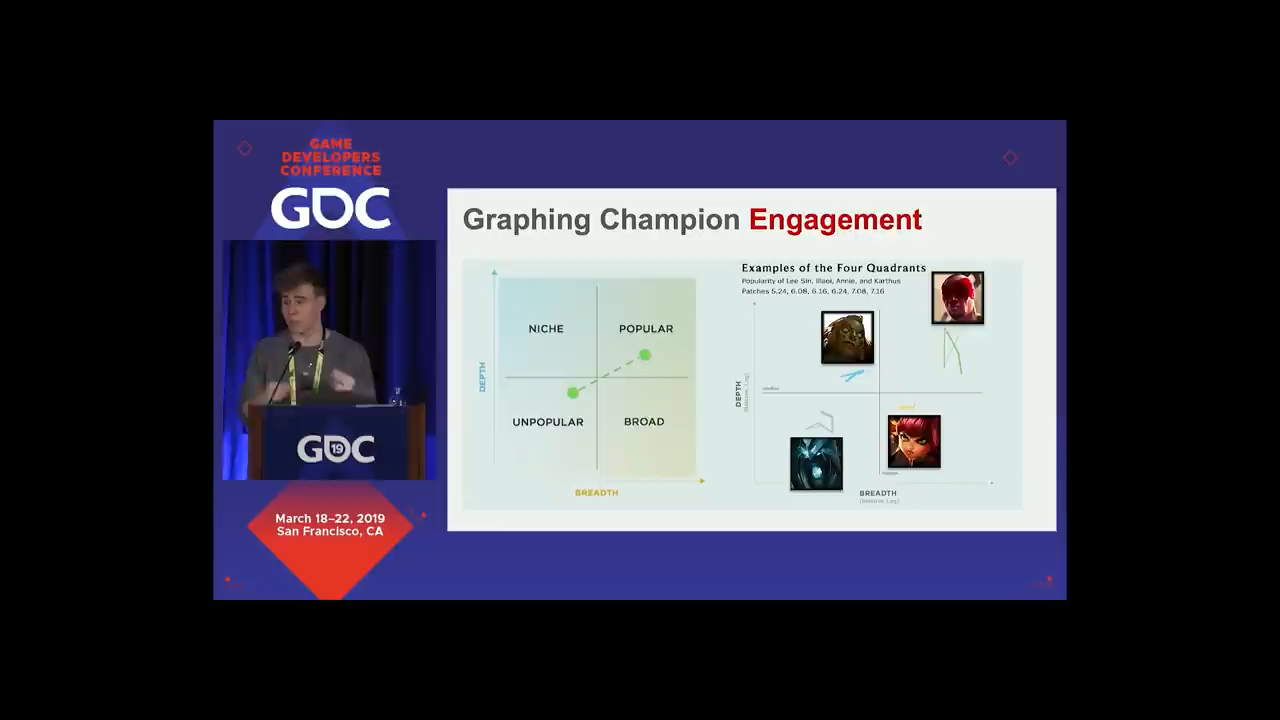 GAME
DEVELOPERS
CONFERENCE
GDC
GDC
19
March 18-22, 2019
San Francisco, CA
Graphing Champion Engagement
NICHE
POPULAR
UNPOPULAR
BROAD
DEPTH
BREADTH
Examples of the Four Quadrants
Popularity of Lee Sin, Illaoi, Annie, and Karthus
Patches 5.24, 6.08, 6.16, 6.24, 7.08, 7.16
DEPTH
BREADTH